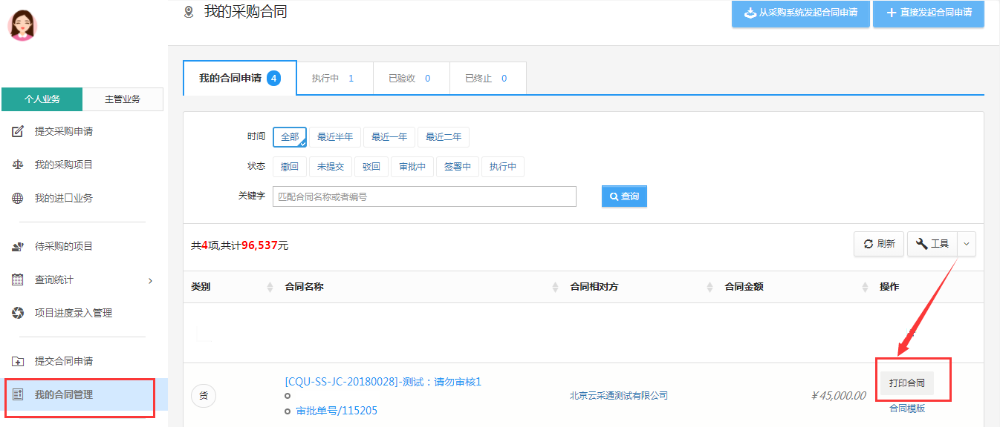 我的采购合同
从采购系统发起合同申请
直接发起合同申请
个人业务
主管业务
提交采购申请
我的采购项目
我的进口业务
待采购的项目
查询统计
项目进度录入管理
提交合同申请
我的合同管理
我的合同申请 4
执行中 1
已验收 0
已终止 0
时间 全部 最近半年 最近一年 最近二年
状态 撤回 未提交 驳回 审批中 签署中 执行中
关键字 匹配合同名称或者编号 查询
共4项,共计96,537元
刷新 工具
类别 合同名称 合同相对方 合同金额 操作
货
[CQU-SS-JC-20180028]-测试：请勿审核1
审批单号/115205
北京云采通测试有限公司
¥45,000.00
打印合同
合同模版